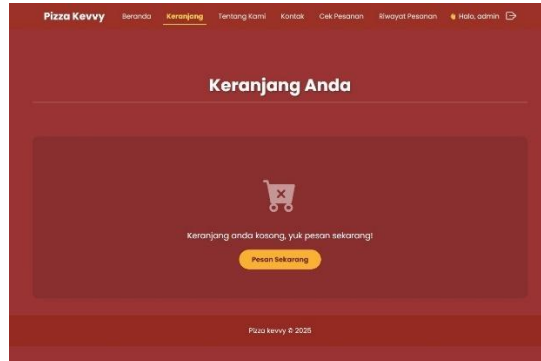 Pizza Kevvy Beranda Keranjang Tentang Kami Kontak Cek Pesanan Riwayat Pesanan Halo, admin
Keranjang Anda
Keranjang anda kosong, yuk pesan sekarang!
Pesan Sekarang
Pizza kevvy © 2025